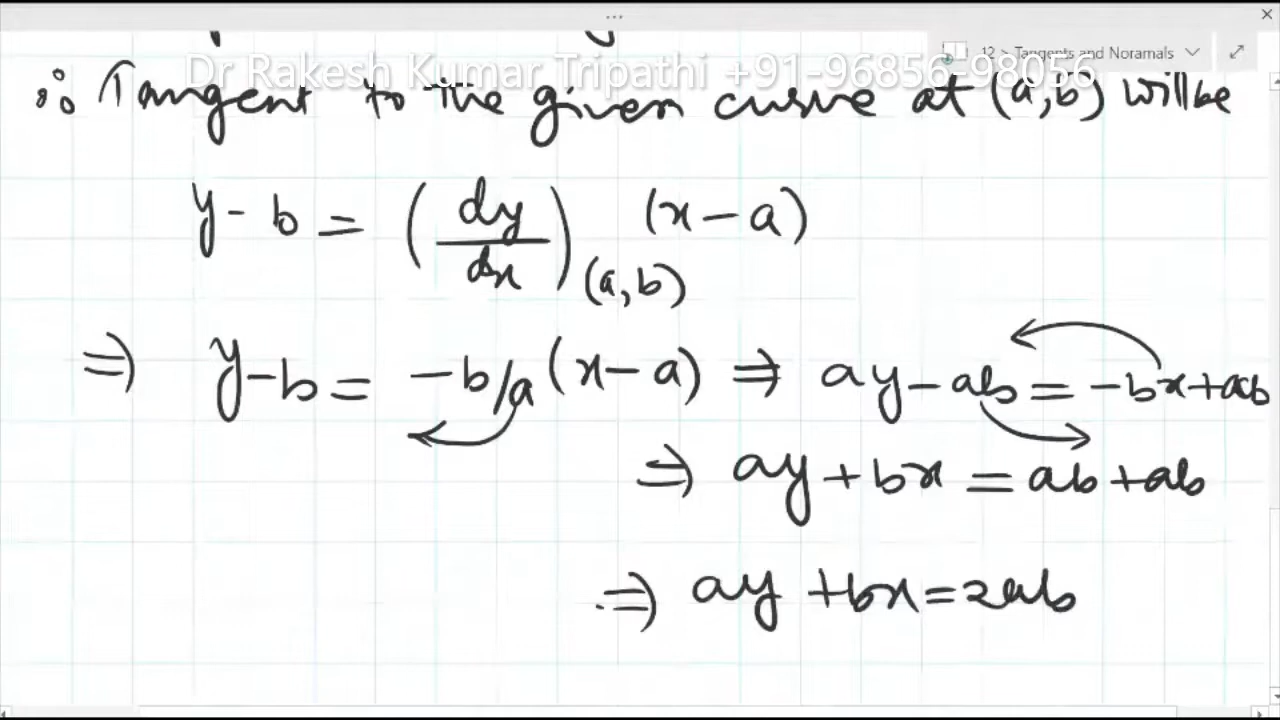 12 > Tangents and Noramals
Dr Rakesh Kumar Tripathi +91-96856-98056
∴ Tangent to the given curve at (a,b) will be
y - b = (dy/dx)(a,b) (x - a)
⇒ y - b = -b/a (x - a) ⇒ ay - ab = -bx + ab
⇒ ay + bx = ab + ab
⇒ ay + bx = 2ab